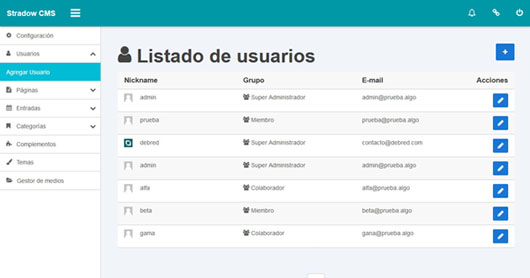 Stradow CMS
Configuración
Usuarios
Agregar Usuario
Páginas
Entradas
Categorías
Complementos
Temas
Gestor de medios
Listado de usuarios
Nickname Grupo E-mail Acciones
admin Super Administrador admin@prueba.algo
prueba Miembro prueba@prueba.algo
debred Super Administrador contacto@debred.com
admin Super Administrador admin@prueba.algo
alfa Colaborador alfa@prueba.algo
beta Miembro beta@prueba.algo
gama Colaborador gana@prueba.algo